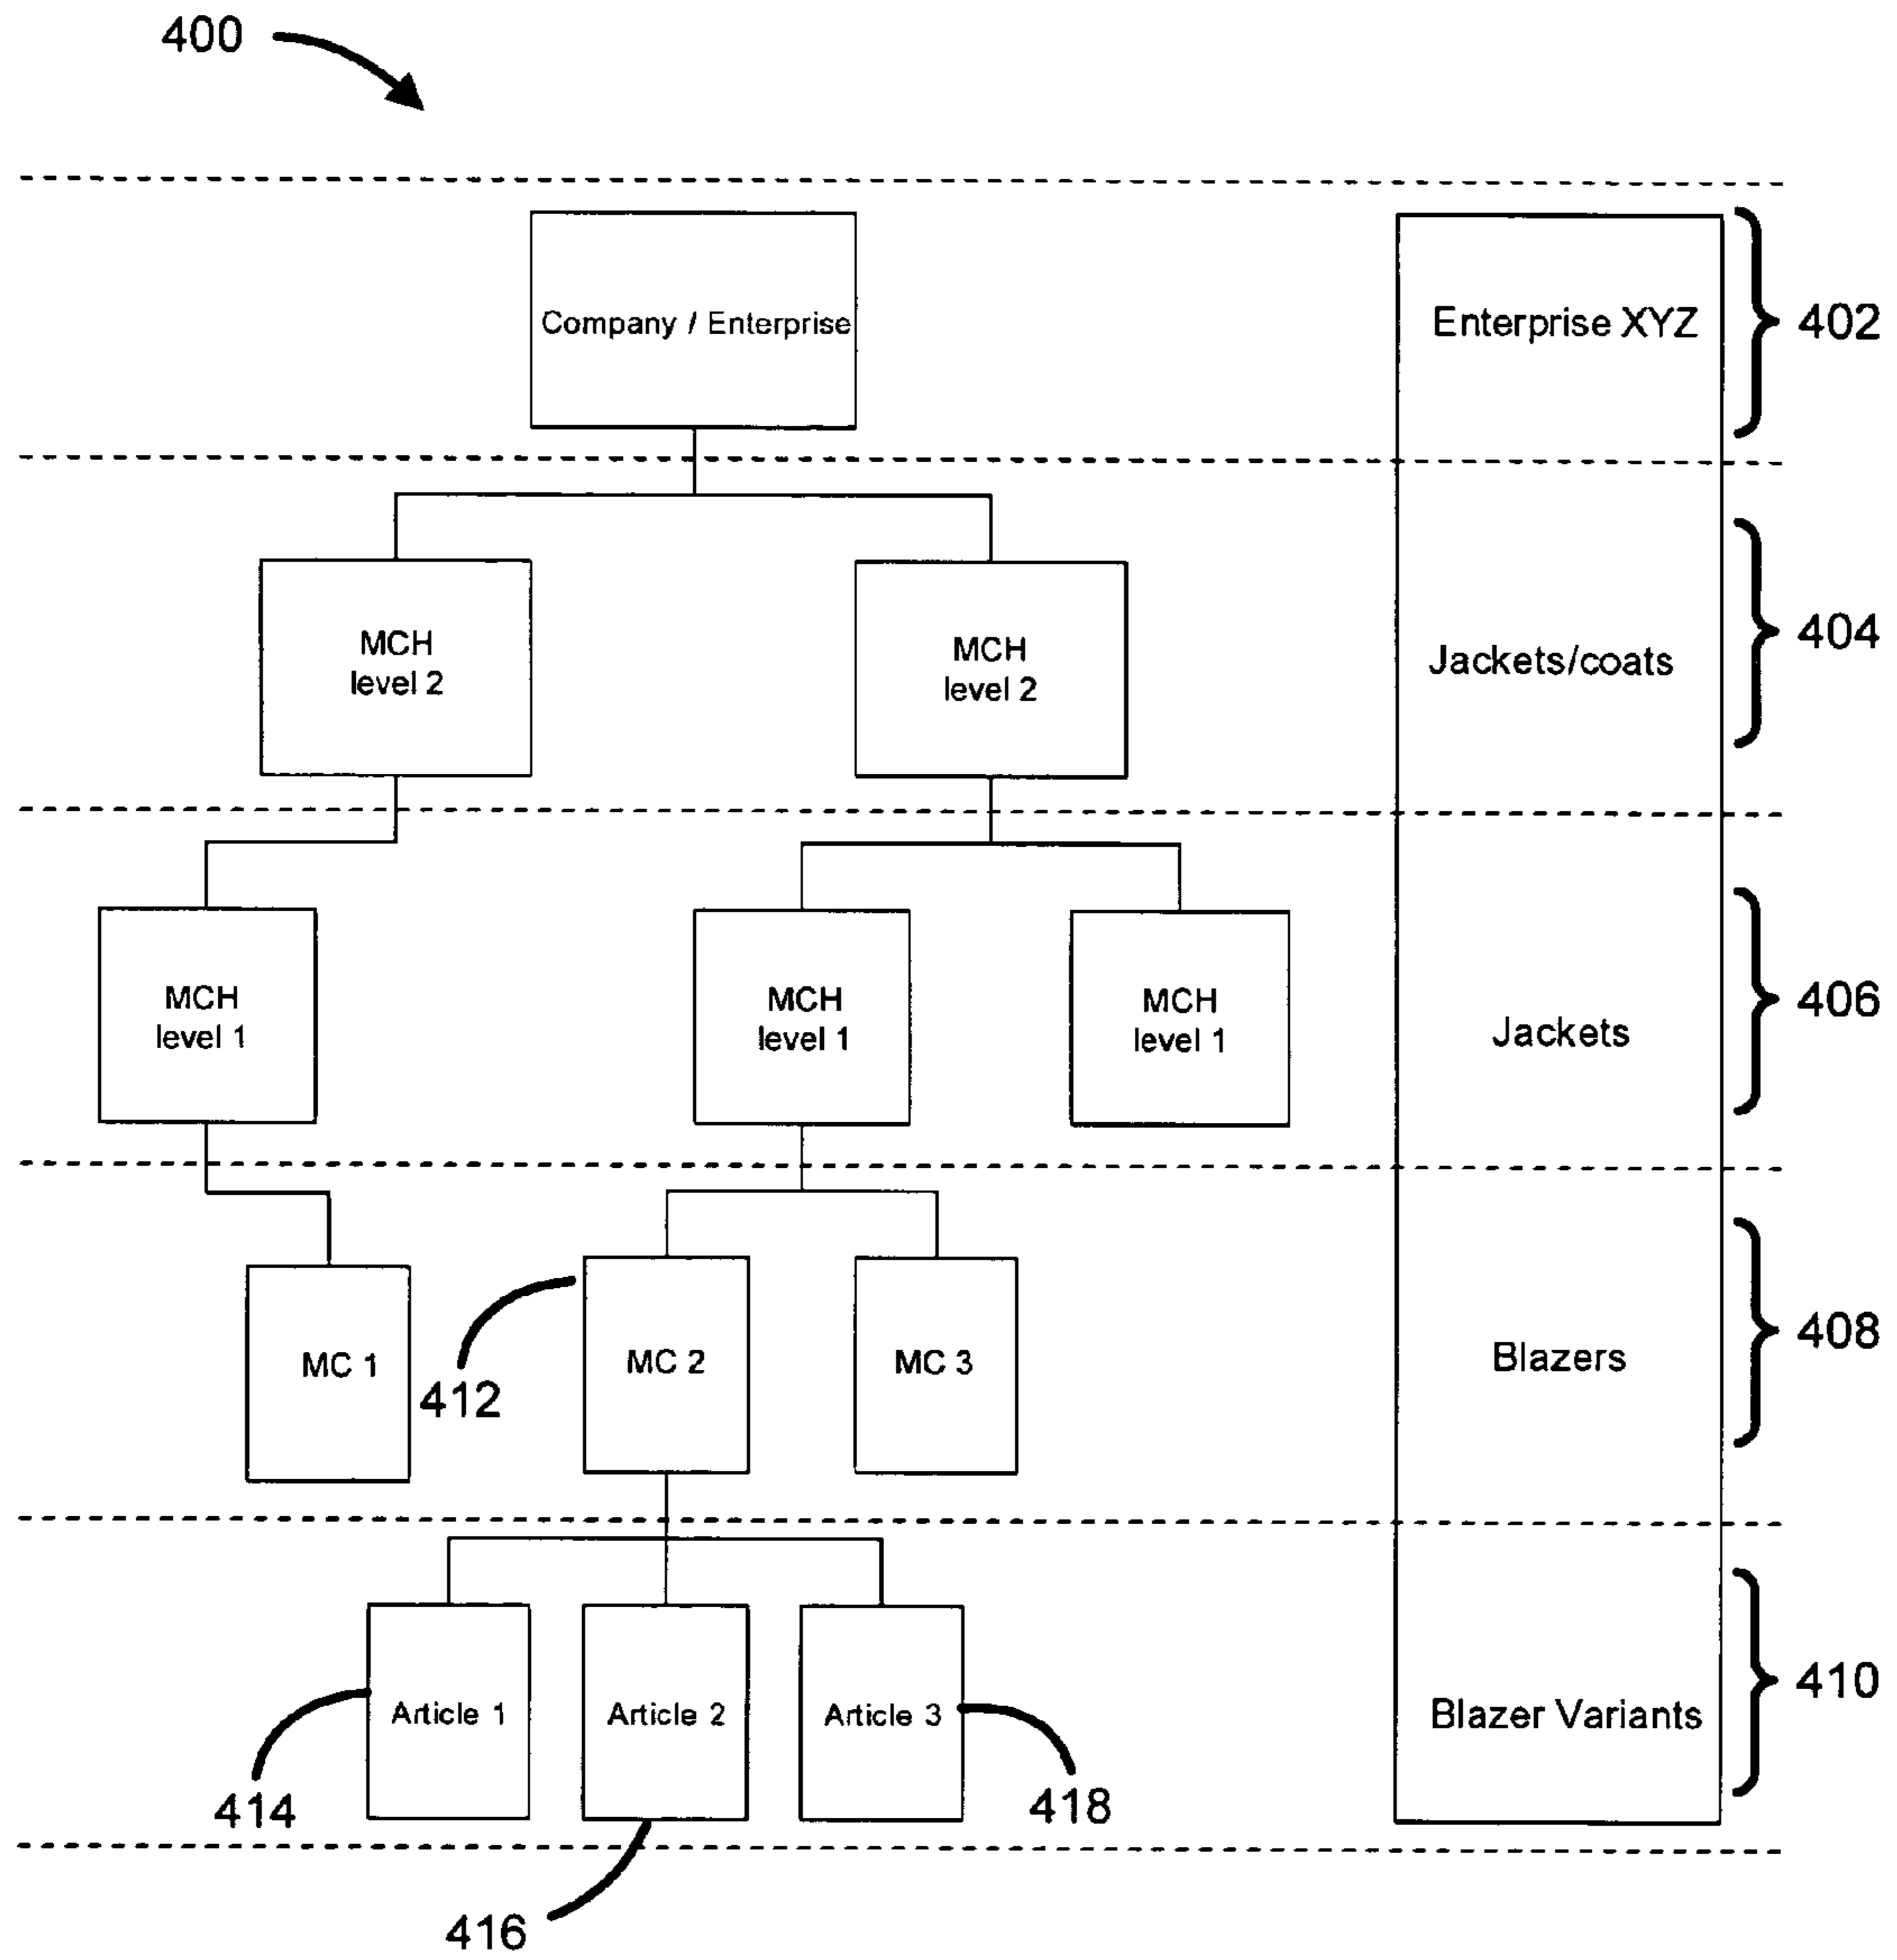 400
Company / Enterprise
Enterprise XYZ
402
MCH
level 2
MCH
level 2
Jackets/coats
404
MCH
level 1
MCH
level 1
MCH
level 1
Jackets
406
MC 1
412
MC 2
MC 3
Blazers
408
Article 1
Article 2
Article 3
Blazer Variants
410
414
416
418